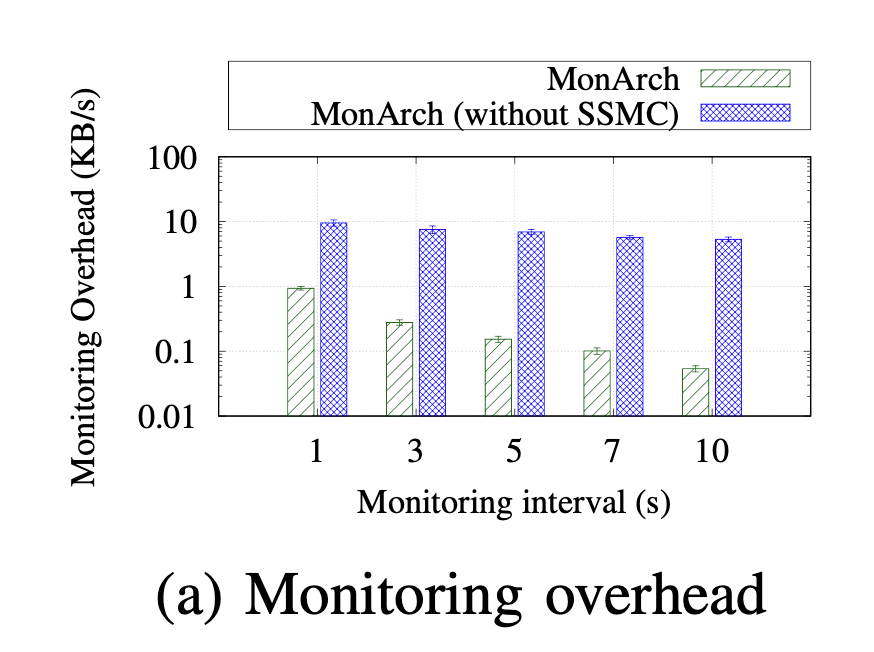 MonArch
MonArch (without SSMC)
Monitoring Overhead (KB/s)
100
10
1
0.1
0.01
1 3 5 7 10
Monitoring interval (s)
(a) Monitoring overhead